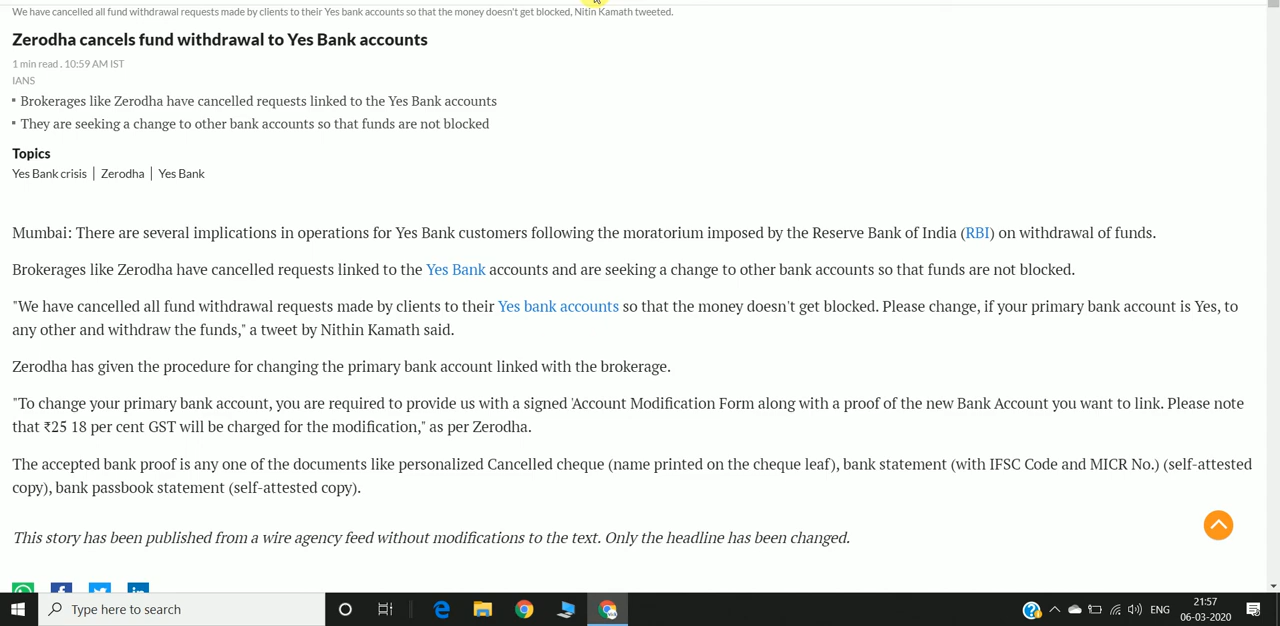 We have cancelled all fund withdrawal requests made by clients to their Yes bank accounts so that the money doesn't get blocked, Nitin Kamath tweeted.
Zerodha cancels fund withdrawal to Yes Bank accounts
1 min read . 10:59 AM IST
IANS
▪ Brokerages like Zerodha have cancelled requests linked to the Yes Bank accounts
▪ They are seeking a change to other bank accounts so that funds are not blocked
Topics
Yes Bank crisis | Zerodha | Yes Bank
Mumbai: There are several implications in operations for Yes Bank customers following the moratorium imposed by the Reserve Bank of India (RBI) on withdrawal of funds.
Brokerages like Zerodha have cancelled requests linked to the Yes Bank accounts and are seeking a change to other bank accounts so that funds are not blocked.
"We have cancelled all fund withdrawal requests made by clients to their Yes bank accounts so that the money doesn't get blocked. Please change, if your primary bank account is Yes, to
any other and withdraw the funds," a tweet by Nithin Kamath said.
Zerodha has given the procedure for changing the primary bank account linked with the brokerage.
"To change your primary bank account, you are required to provide us with a signed 'Account Modification Form along with a proof of the new Bank Account you want to link. Please note
that ₹25 18 per cent GST will be charged for the modification," as per Zerodha.
The accepted bank proof is any one of the documents like personalized Cancelled cheque (name printed on the cheque leaf), bank statement (with IFSC Code and MICR No.) (self-attested
copy), bank passbook statement (self-attested copy).
This story has been published from a wire agency feed without modifications to the text. Only the headline has been changed.
Type here to search
ENG
21:57
06-03-2020